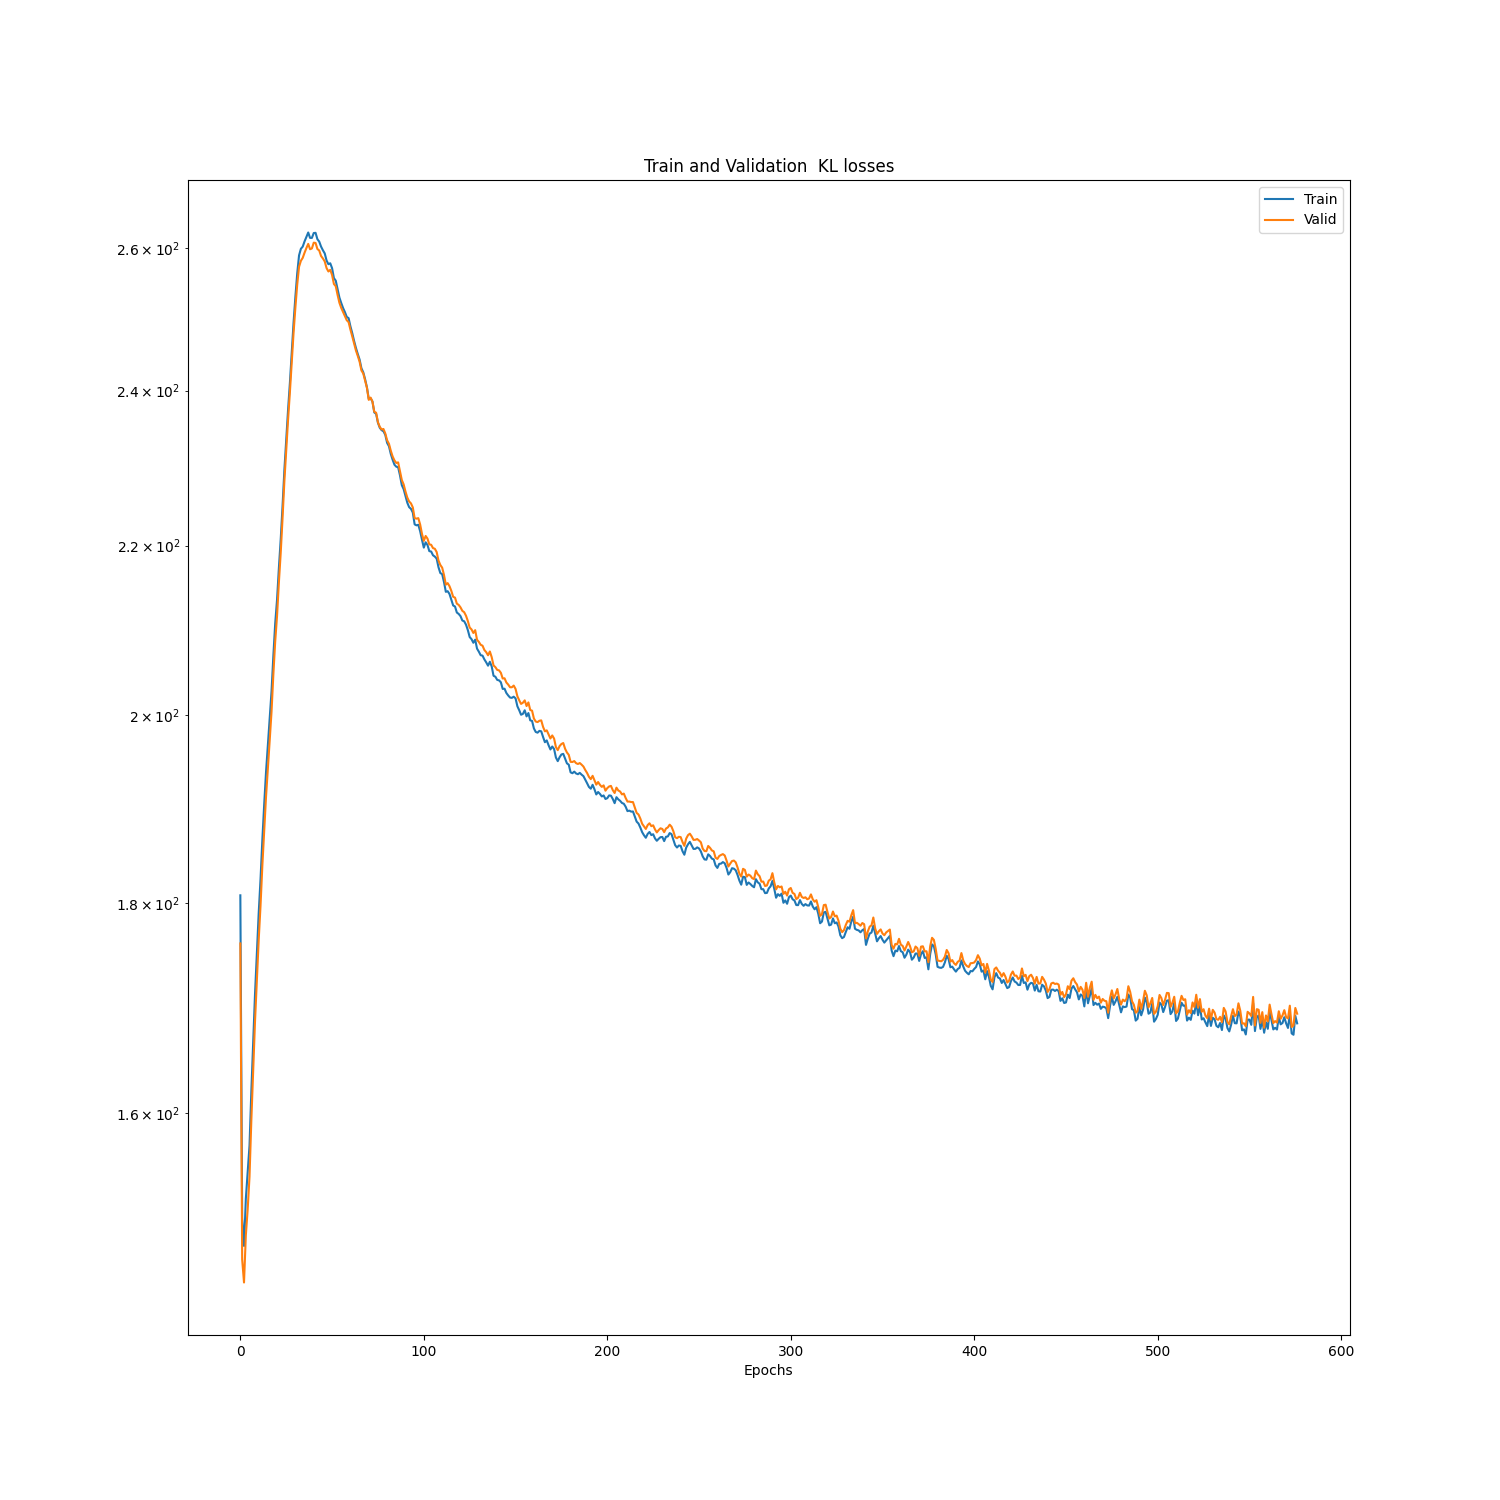 Train and Validation  KL losses
Train
Valid
2.6 × 10²
2.4 × 10²
2.2 × 10²
2 × 10²
1.8 × 10²
1.6 × 10²
0 100 200 300 400 500 600
Epochs